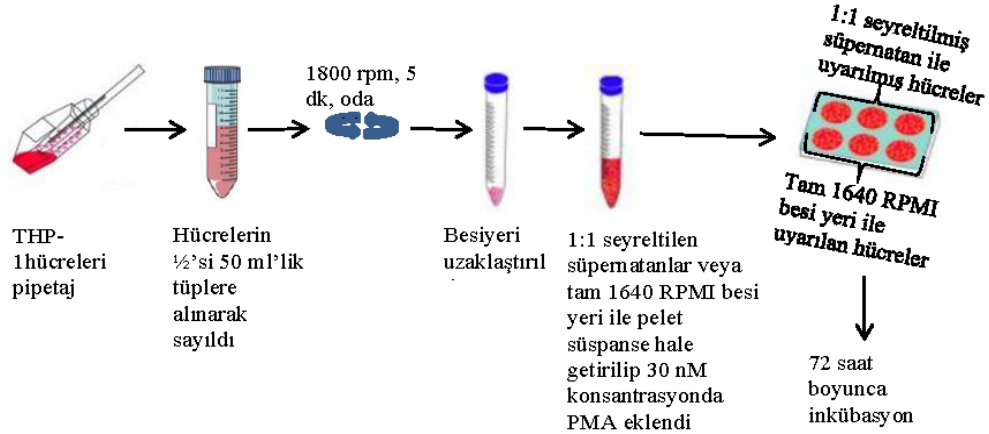 THP-
1hücreleri
pipetaj
Hücrelerin
½’si 50 ml’lik
tüplere
alınarak
sayıldı
1800 rpm, 5
dk, oda
Besiyeri
uzaklaştırıl
1:1 seyreltilen
süpernatanlar veya
tam 1640 RPMI besi
yeri ile pelet
süspanse hale
getirilip 30 nM
konsantrasyonda
PMA eklendi
1:1 seyreltilmiş
süpernatan ile
uyarılmış hücreler
Tam 1640 RPMI
besi yeri ile
uyarılan hücreler
72 saat
boyunca
inkübasyon